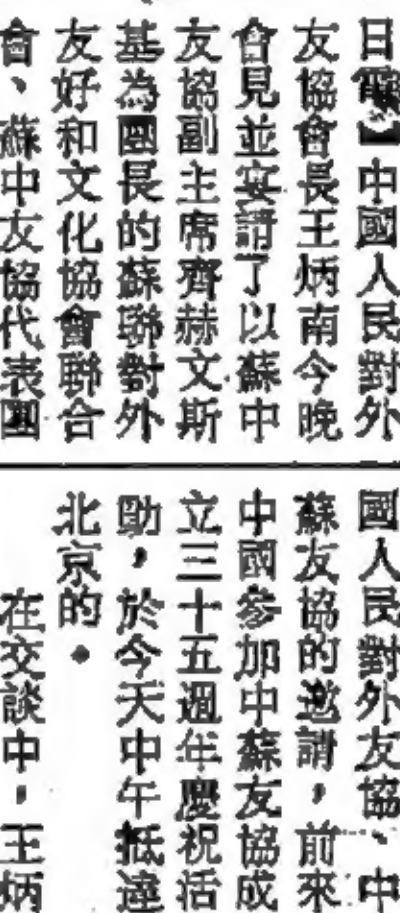 日電】中國人民對外
友協會長王炳南今晚
會見並宴請了以蘇中
友協副主席齊赫文斯
基為團長的蘇聯對外
友好和文化協會聯合
會、蘇中友協代表團
國人民對外友協、中
蘇友協的邀請，前來
中國參加中蘇友協成
立三十五週年慶祝活
動，於今天中午抵達
北京的。
在交談中，王炳